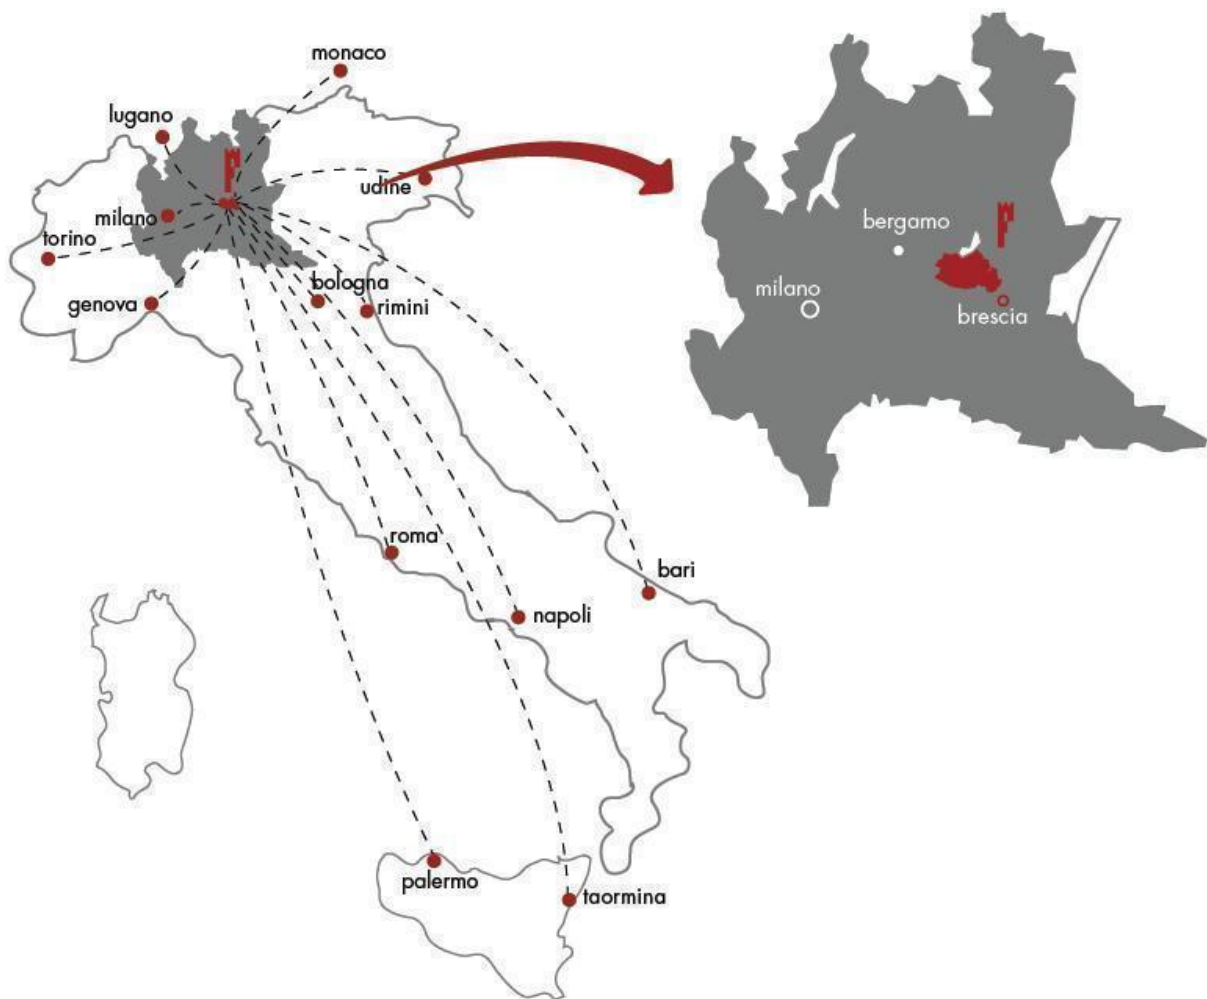 monaco
lugano
udine
milano
torino
bologna
genova
rimini
roma
bari
napoli
palermo
taormina
bergamo
milano
brescia